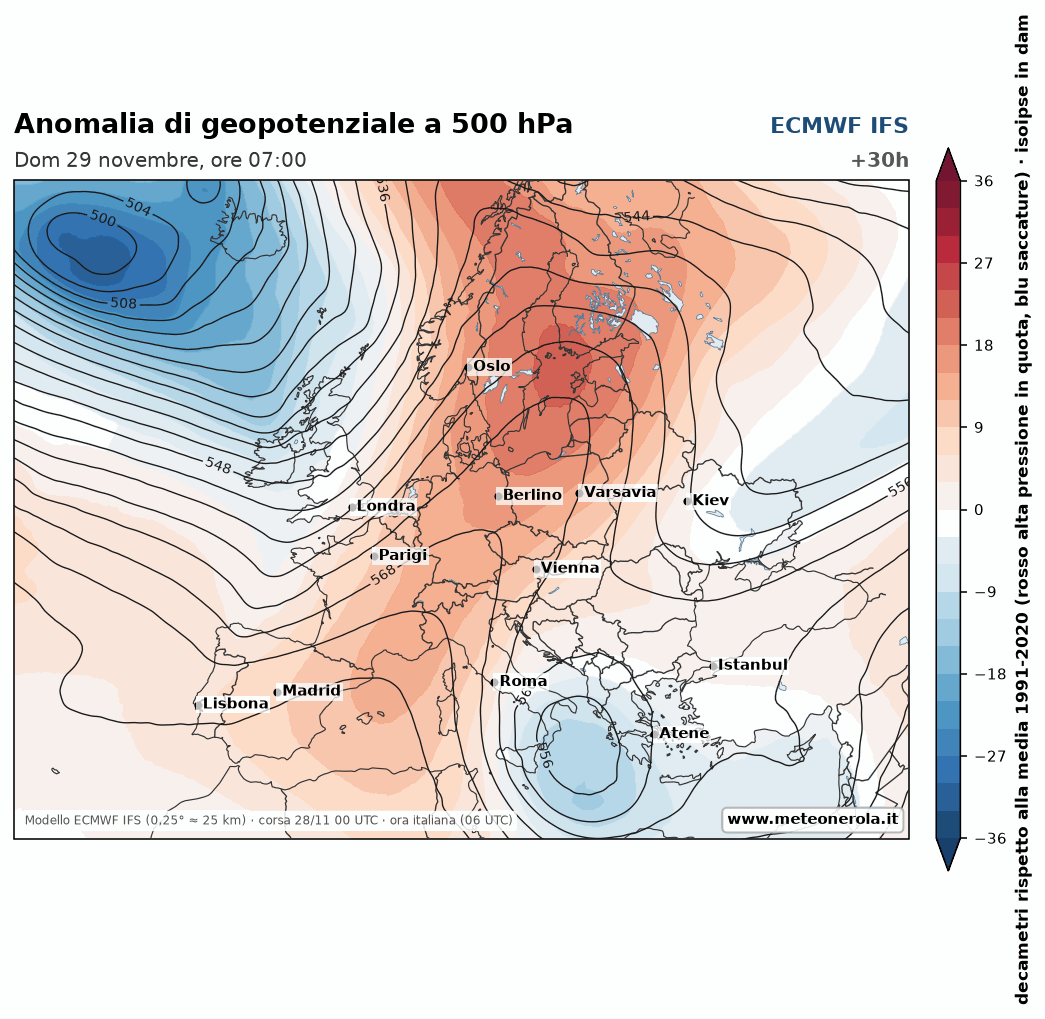 Anomalia di geopotenziale a 500 hPa
ECMWF IFS
Dom 29 novembre, ore 07:00
+30h
500
504
508
536
544
548
556
568
956
Oslo
Londra
Berlino
Varsavia
Kiev
Parigi
Vienna
Istanbul
Roma
Madrid
Lisbona
Atene
Modello ECMWF IFS (0,25° ≈ 25 km) · corsa 28/11 00 UTC · ora italiana (06 UTC)
www.meteonerola.it
36
27
18
9
0
−9
−18
−27
−36
decametri rispetto alla media 1991-2020 (rosso alta pressione in quota, blu saccature) · isoipse in dam